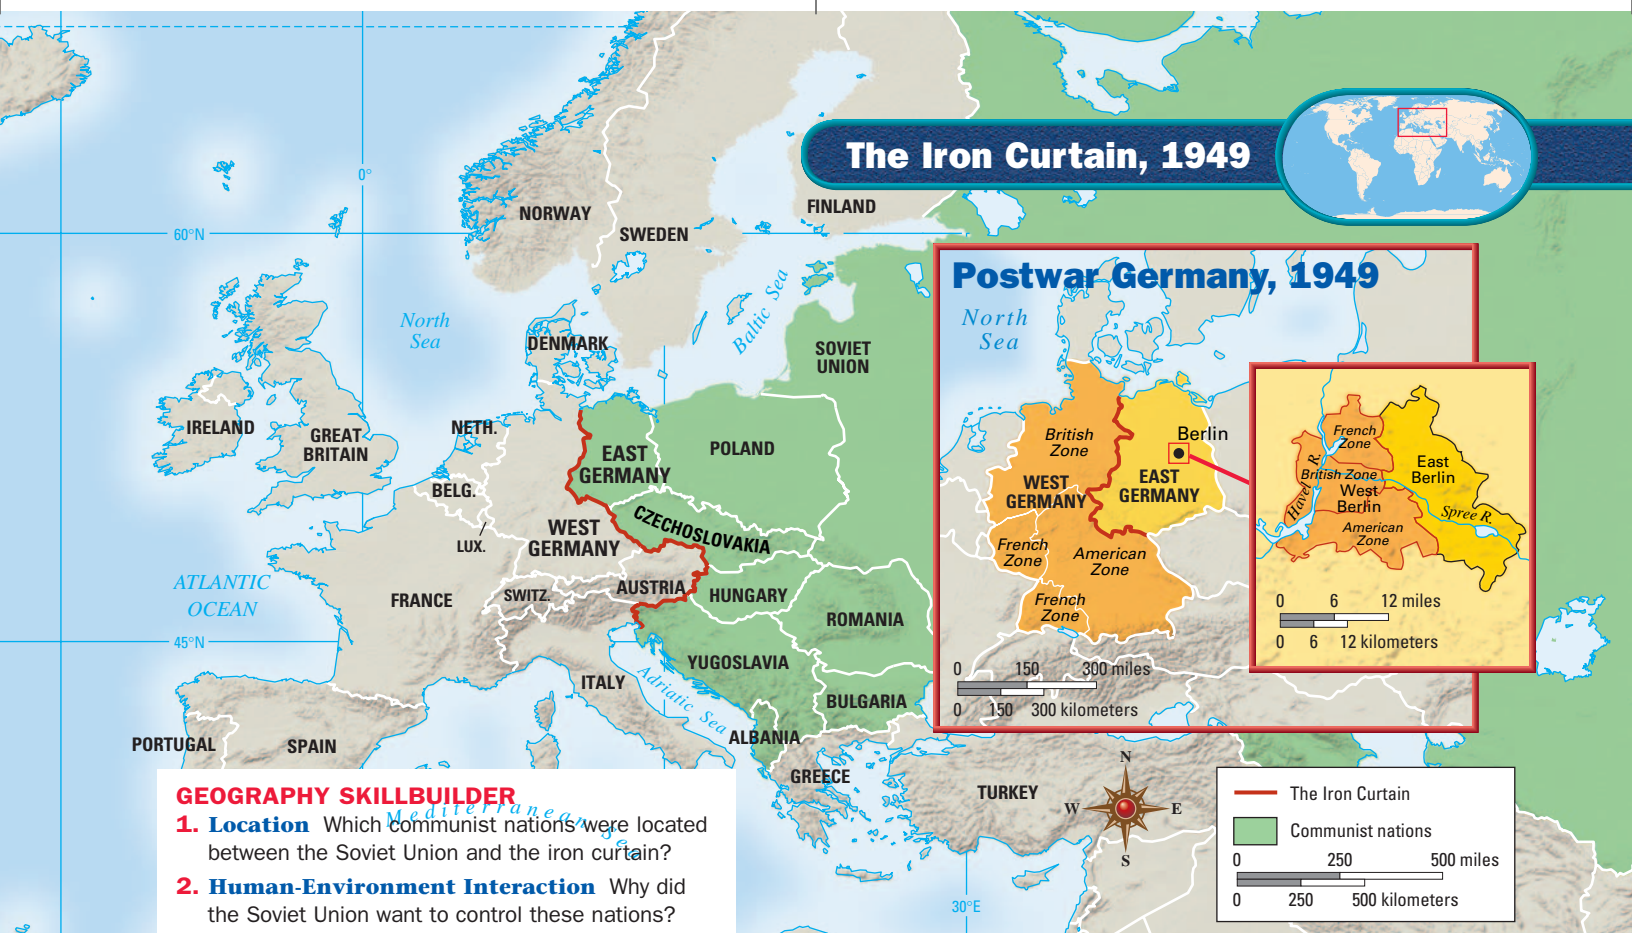 The Iron Curtain, 1949
0°
60°N
NORWAY
SWEDEN
FINLAND
North
Sea
Baltic Sea
DENMARK
SOVIET
UNION
IRELAND
GREAT
BRITAIN
NETH.
BELG.
LUX.
EAST
GERMANY
POLAND
WEST
GERMANY
CZECHOSLOVAKIA
ATLANTIC
OCEAN
FRANCE
SWITZ.
AUSTRIA
HUNGARY
ROMANIA
45°N
YUGOSLAVIA
ITALY
Adriatic Sea
BULGARIA
PORTUGAL
SPAIN
ALBANIA
GREECE
TURKEY
Mediterranean Sea
30°E
N
W
E
S
Postwar Germany, 1949
North
Sea
British
Zone
Berlin
WEST
GERMANY
EAST
GERMANY
French
Zone
American
Zone
French
Zone
0 150 300 miles
0 150 300 kilometers
French
Zone
Havel R.
British Zone
West
Berlin
East
Berlin
Spree R.
American
Zone
0 6 12 miles
0 6 12 kilometers
The Iron Curtain
Communist nations
0 250 500 miles
0 250 500 kilometers
GEOGRAPHY SKILLBUILDER
1. Location Which communist nations were located
between the Soviet Union and the iron curtain?
2. Human-Environment Interaction Why did
the Soviet Union want to control these nations?